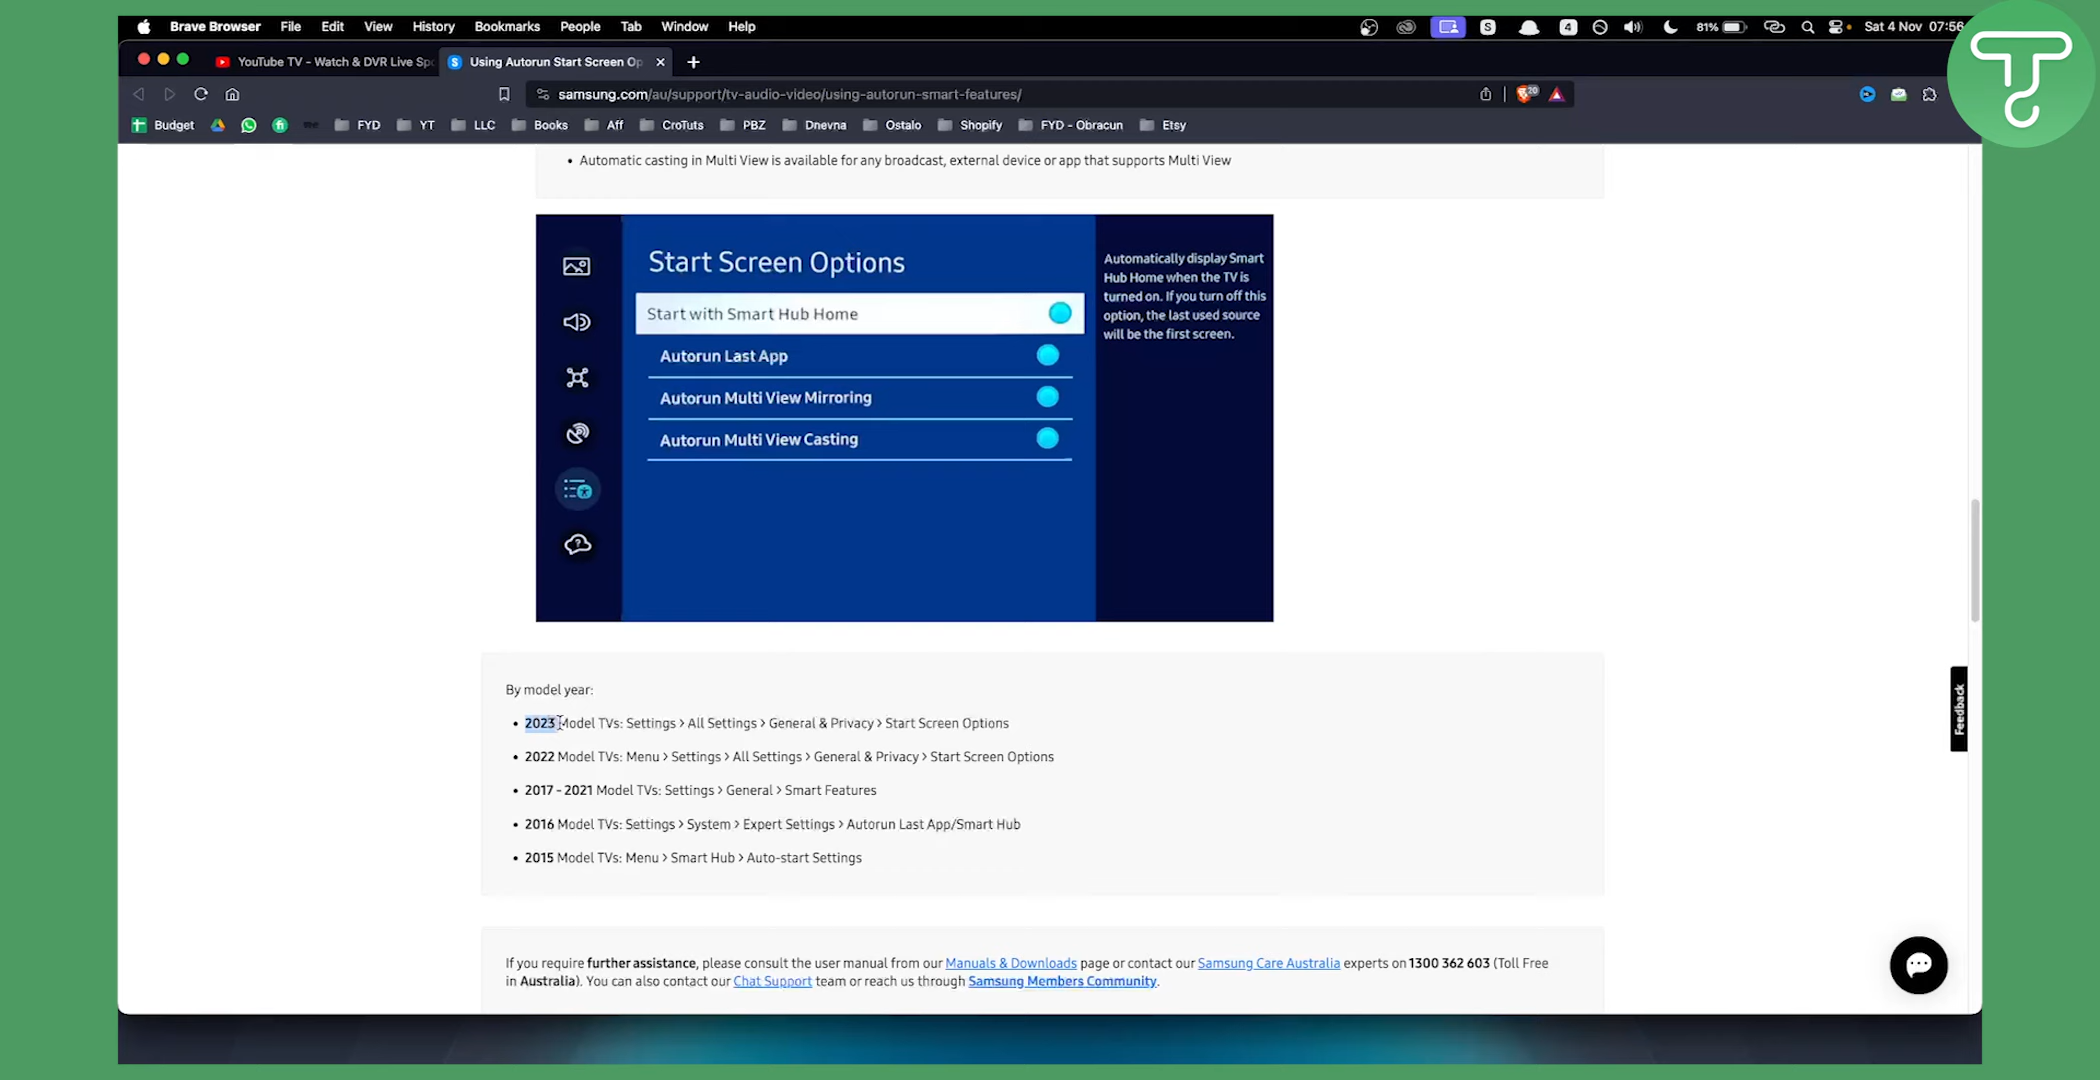 Brave Browser File Edit View History Bookmarks People Tab Window Help S 4 81% Sat 4 Nov 07:56
YouTube TV - Watch & DVR Live Spo S Using Autorun Start Screen Op
samsung.com/au/support/tv-audio-video/using-autorun-smart-features/ 20
Budget FYD YT LLC Books Aff CroTuts PBZ Dnevna Ostalo Shopify FYD - Obracun Etsy
• Automatic casting in Multi View is available for any broadcast, external device or app that supports Multi View
Start Screen Options
Start with Smart Hub Home
Autorun Last App
Autorun Multi View Mirroring
Autorun Multi View Casting
Automatically display Smart
Hub Home when the TV is
turned on. If you turn off this
option, the last used source
will be the first screen.
By model year:
• 2023 Model TVs: Settings > All Settings > General & Privacy > Start Screen Options
• 2022 Model TVs: Menu > Settings > All Settings > General & Privacy > Start Screen Options
• 2017 - 2021 Model TVs: Settings > General > Smart Features
• 2016 Model TVs: Settings > System > Expert Settings > Autorun Last App/Smart Hub
• 2015 Model TVs: Menu > Smart Hub > Auto-start Settings
Feedback
If you require further assistance, please consult the user manual from our Manuals & Downloads page or contact our Samsung Care Australia experts on 1300 362 603 (Toll Free
in Australia). You can also contact our Chat Support team or reach us through Samsung Members Community.